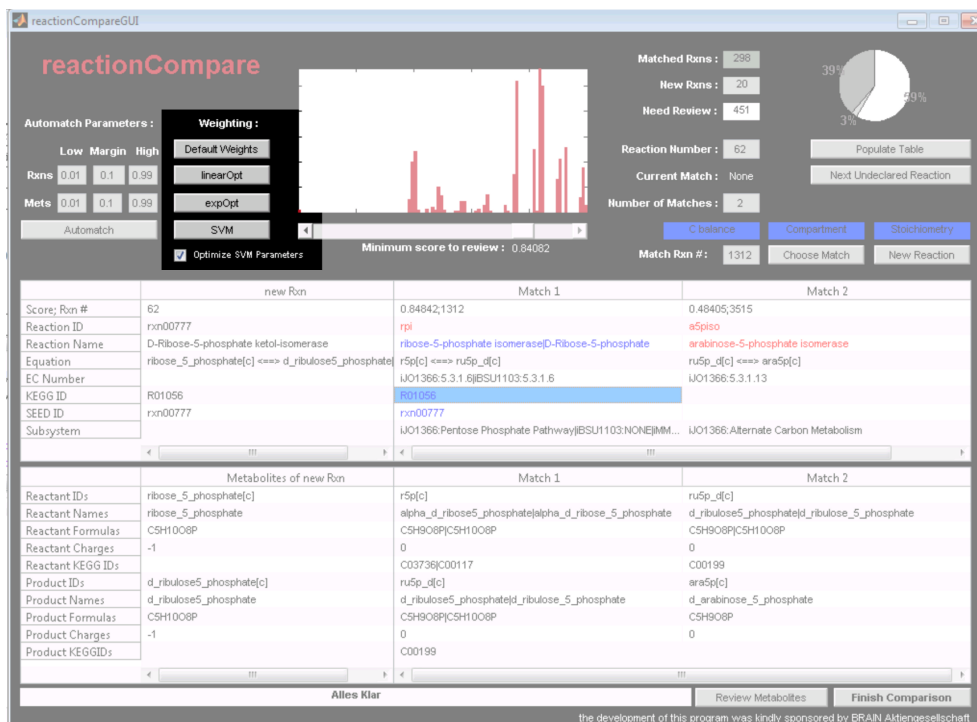 reactionCompareGUI
reactionCompare
Matched Rxns : 298
New Rxns : 20
Need Review : 451
39%
59%
3%
Automatch Parameters :
Weighting :
Low Margin High
Rxns 0.01 0.1 0.99
Mets 0.01 0.1 0.99
Automatch
Default Weights
linearOpt
expOpt
SVM
Optimize SVM Parameters
Minimum score to review : 0.84082
Reaction Number : 62
Current Match : None
Number of Matches : 2
Populate Table
Next Undeclared Reaction
C balance Compartment Stoichiometry
Match Rxn # : 1312 Choose Match New Reaction
new Rxn Match 1 Match 2
Score; Rxn # 62 0.84842;1312 0.48405;3515
Reaction ID rxn00777 rpi a5piso
Reaction Name D-Ribose-5-phosphate ketol-isomerase ribose-5-phosphate isomerase|D-Ribose-5-phosphate arabinose-5-phosphate isomerase
Equation ribose_5_phosphate[c] <==> d_ribulose5_phosphate[ r5p[c] <==> ru5p_d[c] ru5p_d[c] <==> ara5p[c]
EC Number iJO1366:5.3.1.6|iBSU1103:5.3.1.6 iJO1366:5.3.1.13
KEGG ID R01056 R01056
SEED ID rxn00777 rxn00777
Subsystem iJO1366:Pentose Phosphate Pathway|iBSU1103:NONE|iMM... iJO1366:Alternate Carbon Metabolism
Metabolites of new Rxn Match 1 Match 2
Reactant IDs ribose_5_phosphate[c] r5p[c] ru5p_d[c]
Reactant Names ribose_5_phosphate alpha_d_ribose5_phosphate|alpha_d_ribose_5_phosphate d_ribulose5_phosphate|d_ribulose_5_phosphate
Reactant Formulas C5H10O8P C5H9O8P|C5H10O8P C5H9O8P|C5H10O8P
Reactant Charges -1 0 0
Reactant KEGG IDs C03736|C00117 C00199
Product IDs d_ribulose5_phosphate[c] ru5p_d[c] ara5p[c]
Product Names d_ribulose5_phosphate d_ribulose5_phosphate|d_ribulose_5_phosphate d_arabinose_5_phosphate
Product Formulas C5H10O8P C5H9O8P|C5H10O8P C5H9O8P
Product Charges -1 0 0
Product KEGGIDs C00199
Alles Klar
Review Metabolites Finish Comparison
the development of this program was kindly sponsored by BRAIN Aktiengesellschaft